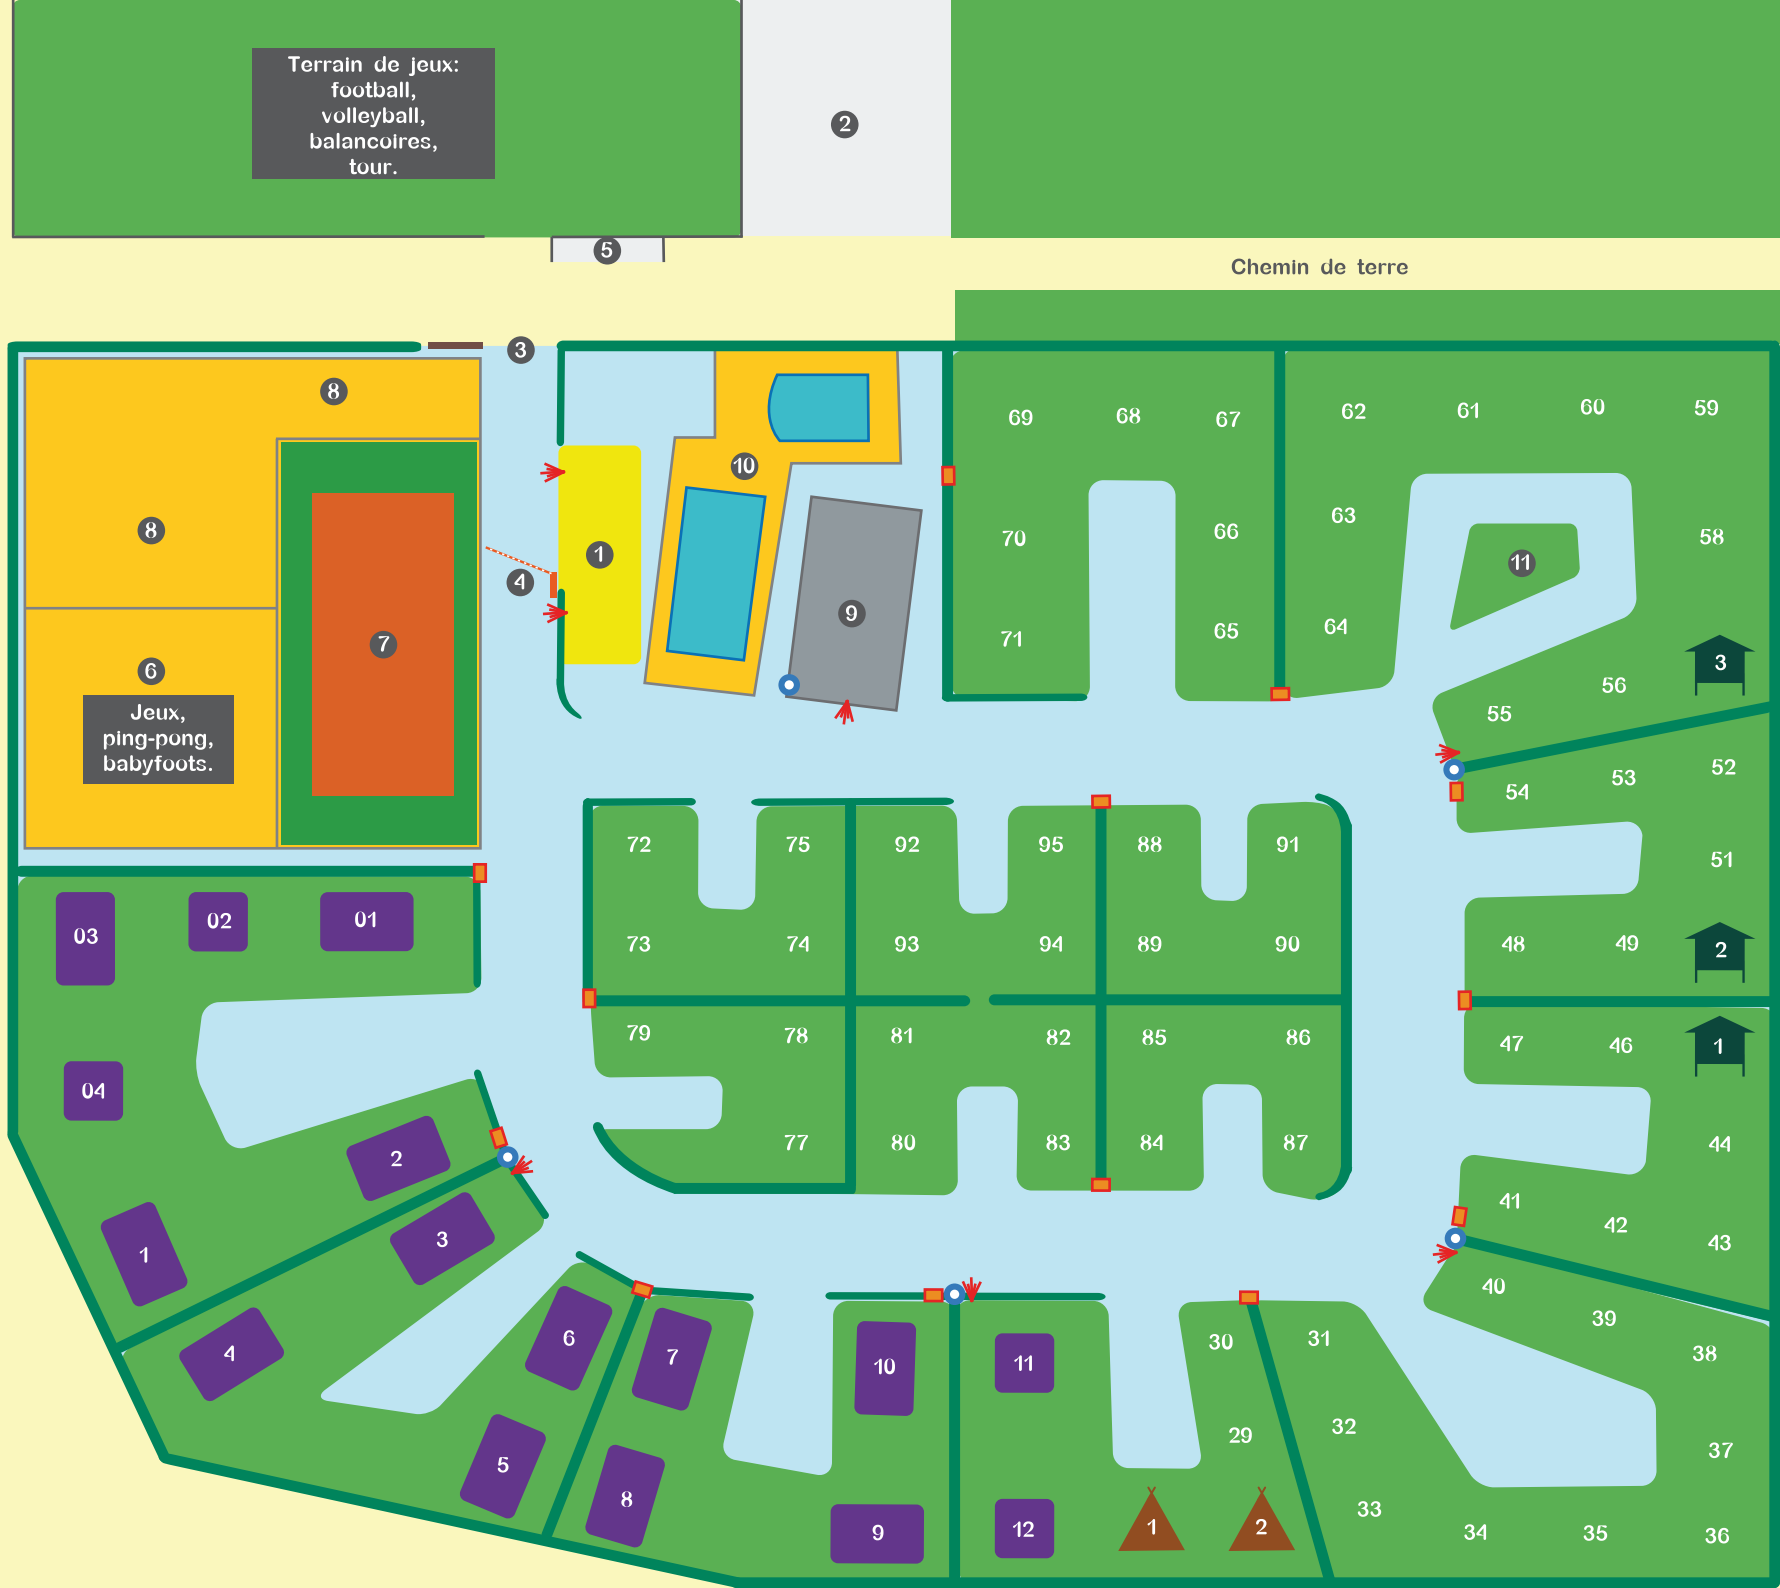 Terrain de jeux:
football,
volleyball,
balancoires,
tour.
2
5
Chemin de terre
3
8
10
69 68 67 62 61 60 59
8
1
4
9
70 66 63 11 58
7
71 65 64
6
Jeux,
ping-pong,
babyfoots.
3
56
55
52
53
54
72 75 92 95 88 91
51
03 02 01
73 74 93 94 89 90
48 49 2
79 78 81 82 85 86
47 46 1
04
2
77 80 83 84 87
44
1
3
41
42
43
4
6
7
10
11
40
39
38
30 31
5
8
9
12
29
32
37
1
2
33
34 35 36